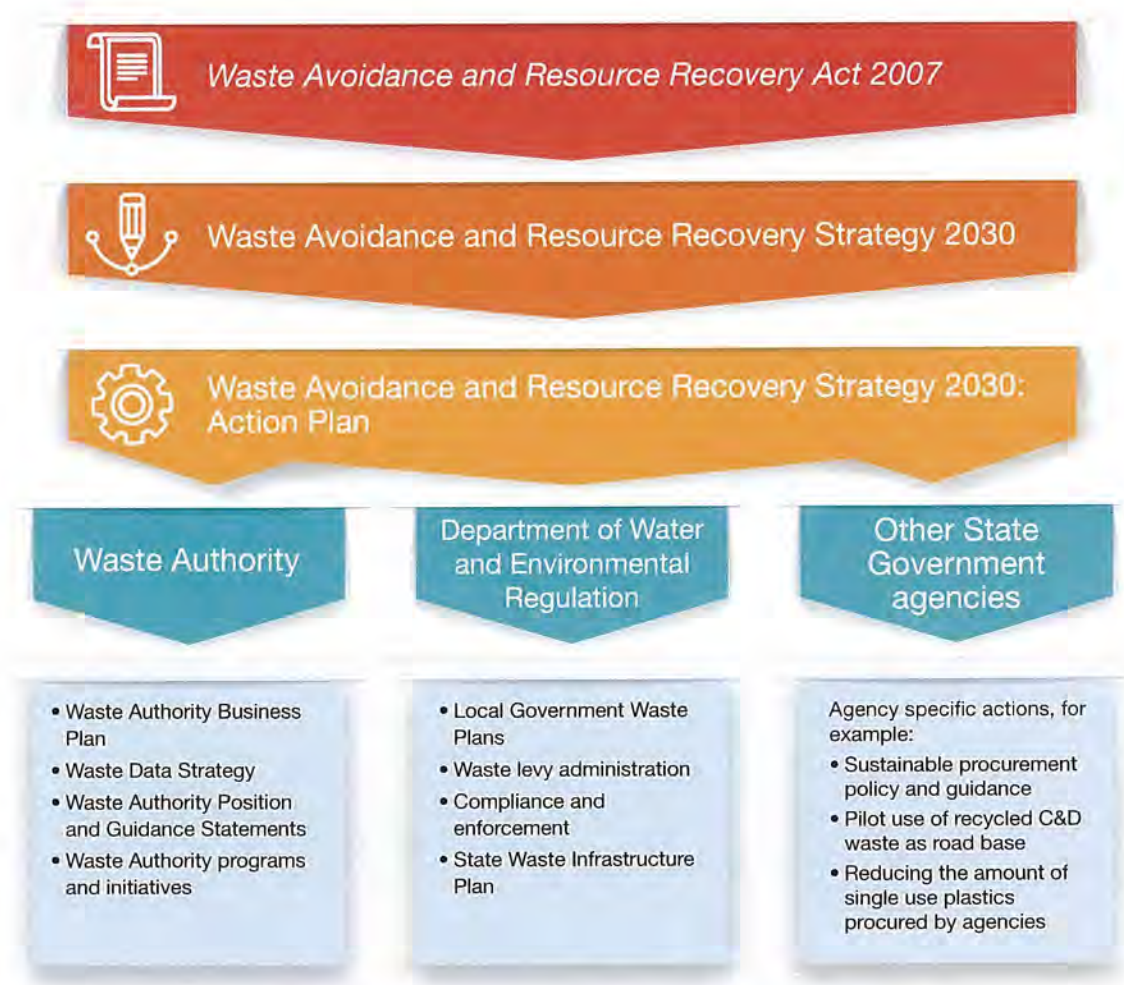 Waste Avoidance and Resource Recovery Act 2007
Waste Avoidance and Resource Recovery Strategy 2030
Waste Avoidance and Resource Recovery Strategy 2030:
Action Plan
Waste Authority
• Waste Authority Business
Plan
• Waste Data Strategy
• Waste Authority Position
and Guidance Statements
• Waste Authority programs
and initiatives
Department of Water
and Environmental
Regulation
• Local Government Waste
Plans
• Waste levy administration
• Compliance and
enforcement
• State Waste Infrastructure
Plan
Other State
Government
agencies
Agency specific actions, for
example:
• Sustainable procurement
policy and guidance
• Pilot use of recycled C&D
waste as road base
• Reducing the amount of
single use plastics
procured by agencies